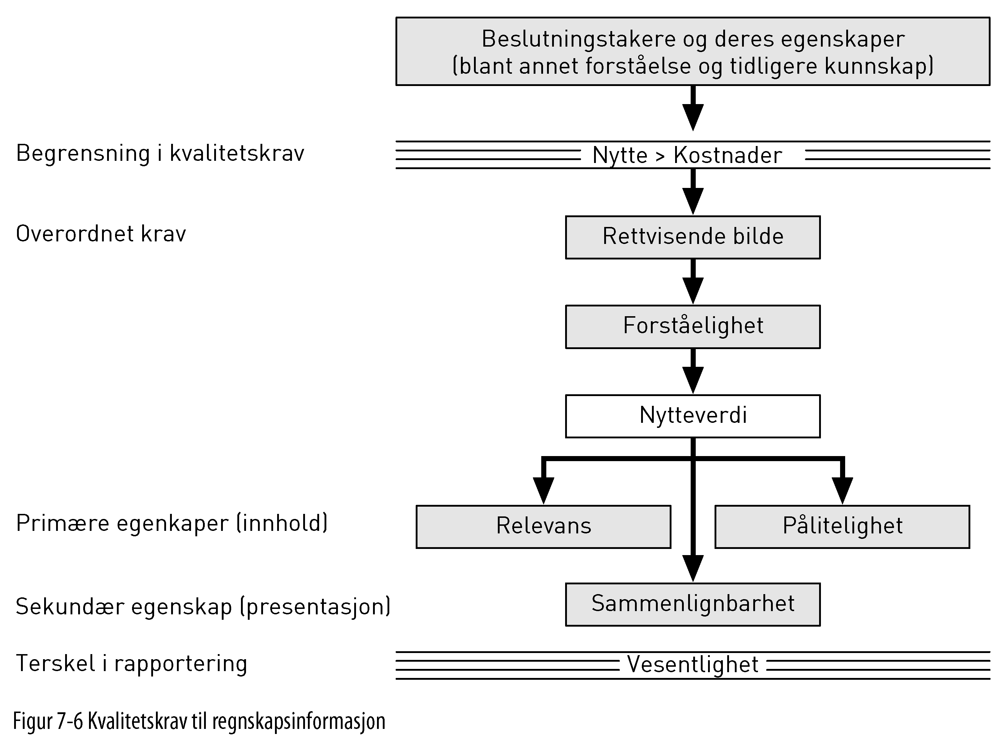 Beslutningstakere og deres egenskaper
(blant annet forståelse og tidligere kunnskap)
Begrensning i kvalitetskrav
Nytte > Kostnader
Overordnet krav
Rettvisende bilde
Forståelighet
Nytteverdi
Primære egenkaper (innhold)
Relevans
Pålitelighet
Sekundær egenskap (presentasjon)
Sammenlignbarhet
Terskel i rapportering
Vesentlighet
Figur 7-6 Kvalitetskrav til regnskapsinformasjon